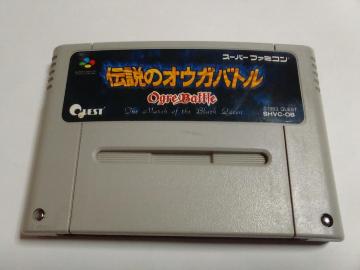 スーパーファミコン
伝説のオウガバトル
Ogre Battle
The March of the Black Queen
QUEST
©1993 QUEST
SHVC-OB